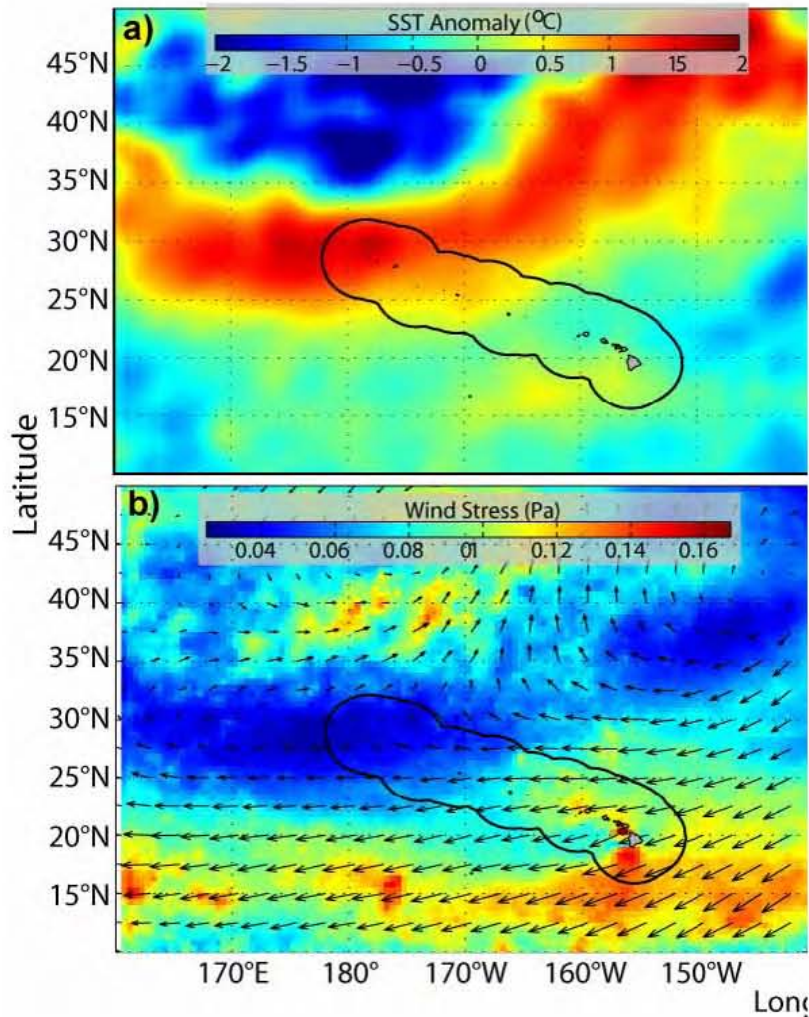 a)
SST Anomaly (°C)
−2 −1.5 −1 −0.5 0 0.5 1 15 2
45°N
40°N
35°N
30°N
25°N
20°N
15°N
Latitude
b)
Wind Stress (Pa)
0.04 0.06 0.08 01 0.12 0.14 0.16
45°N
40°N
35°N
30°N
25°N
20°N
15°N
170°E 180° 170°W 160°W 150°W
Long